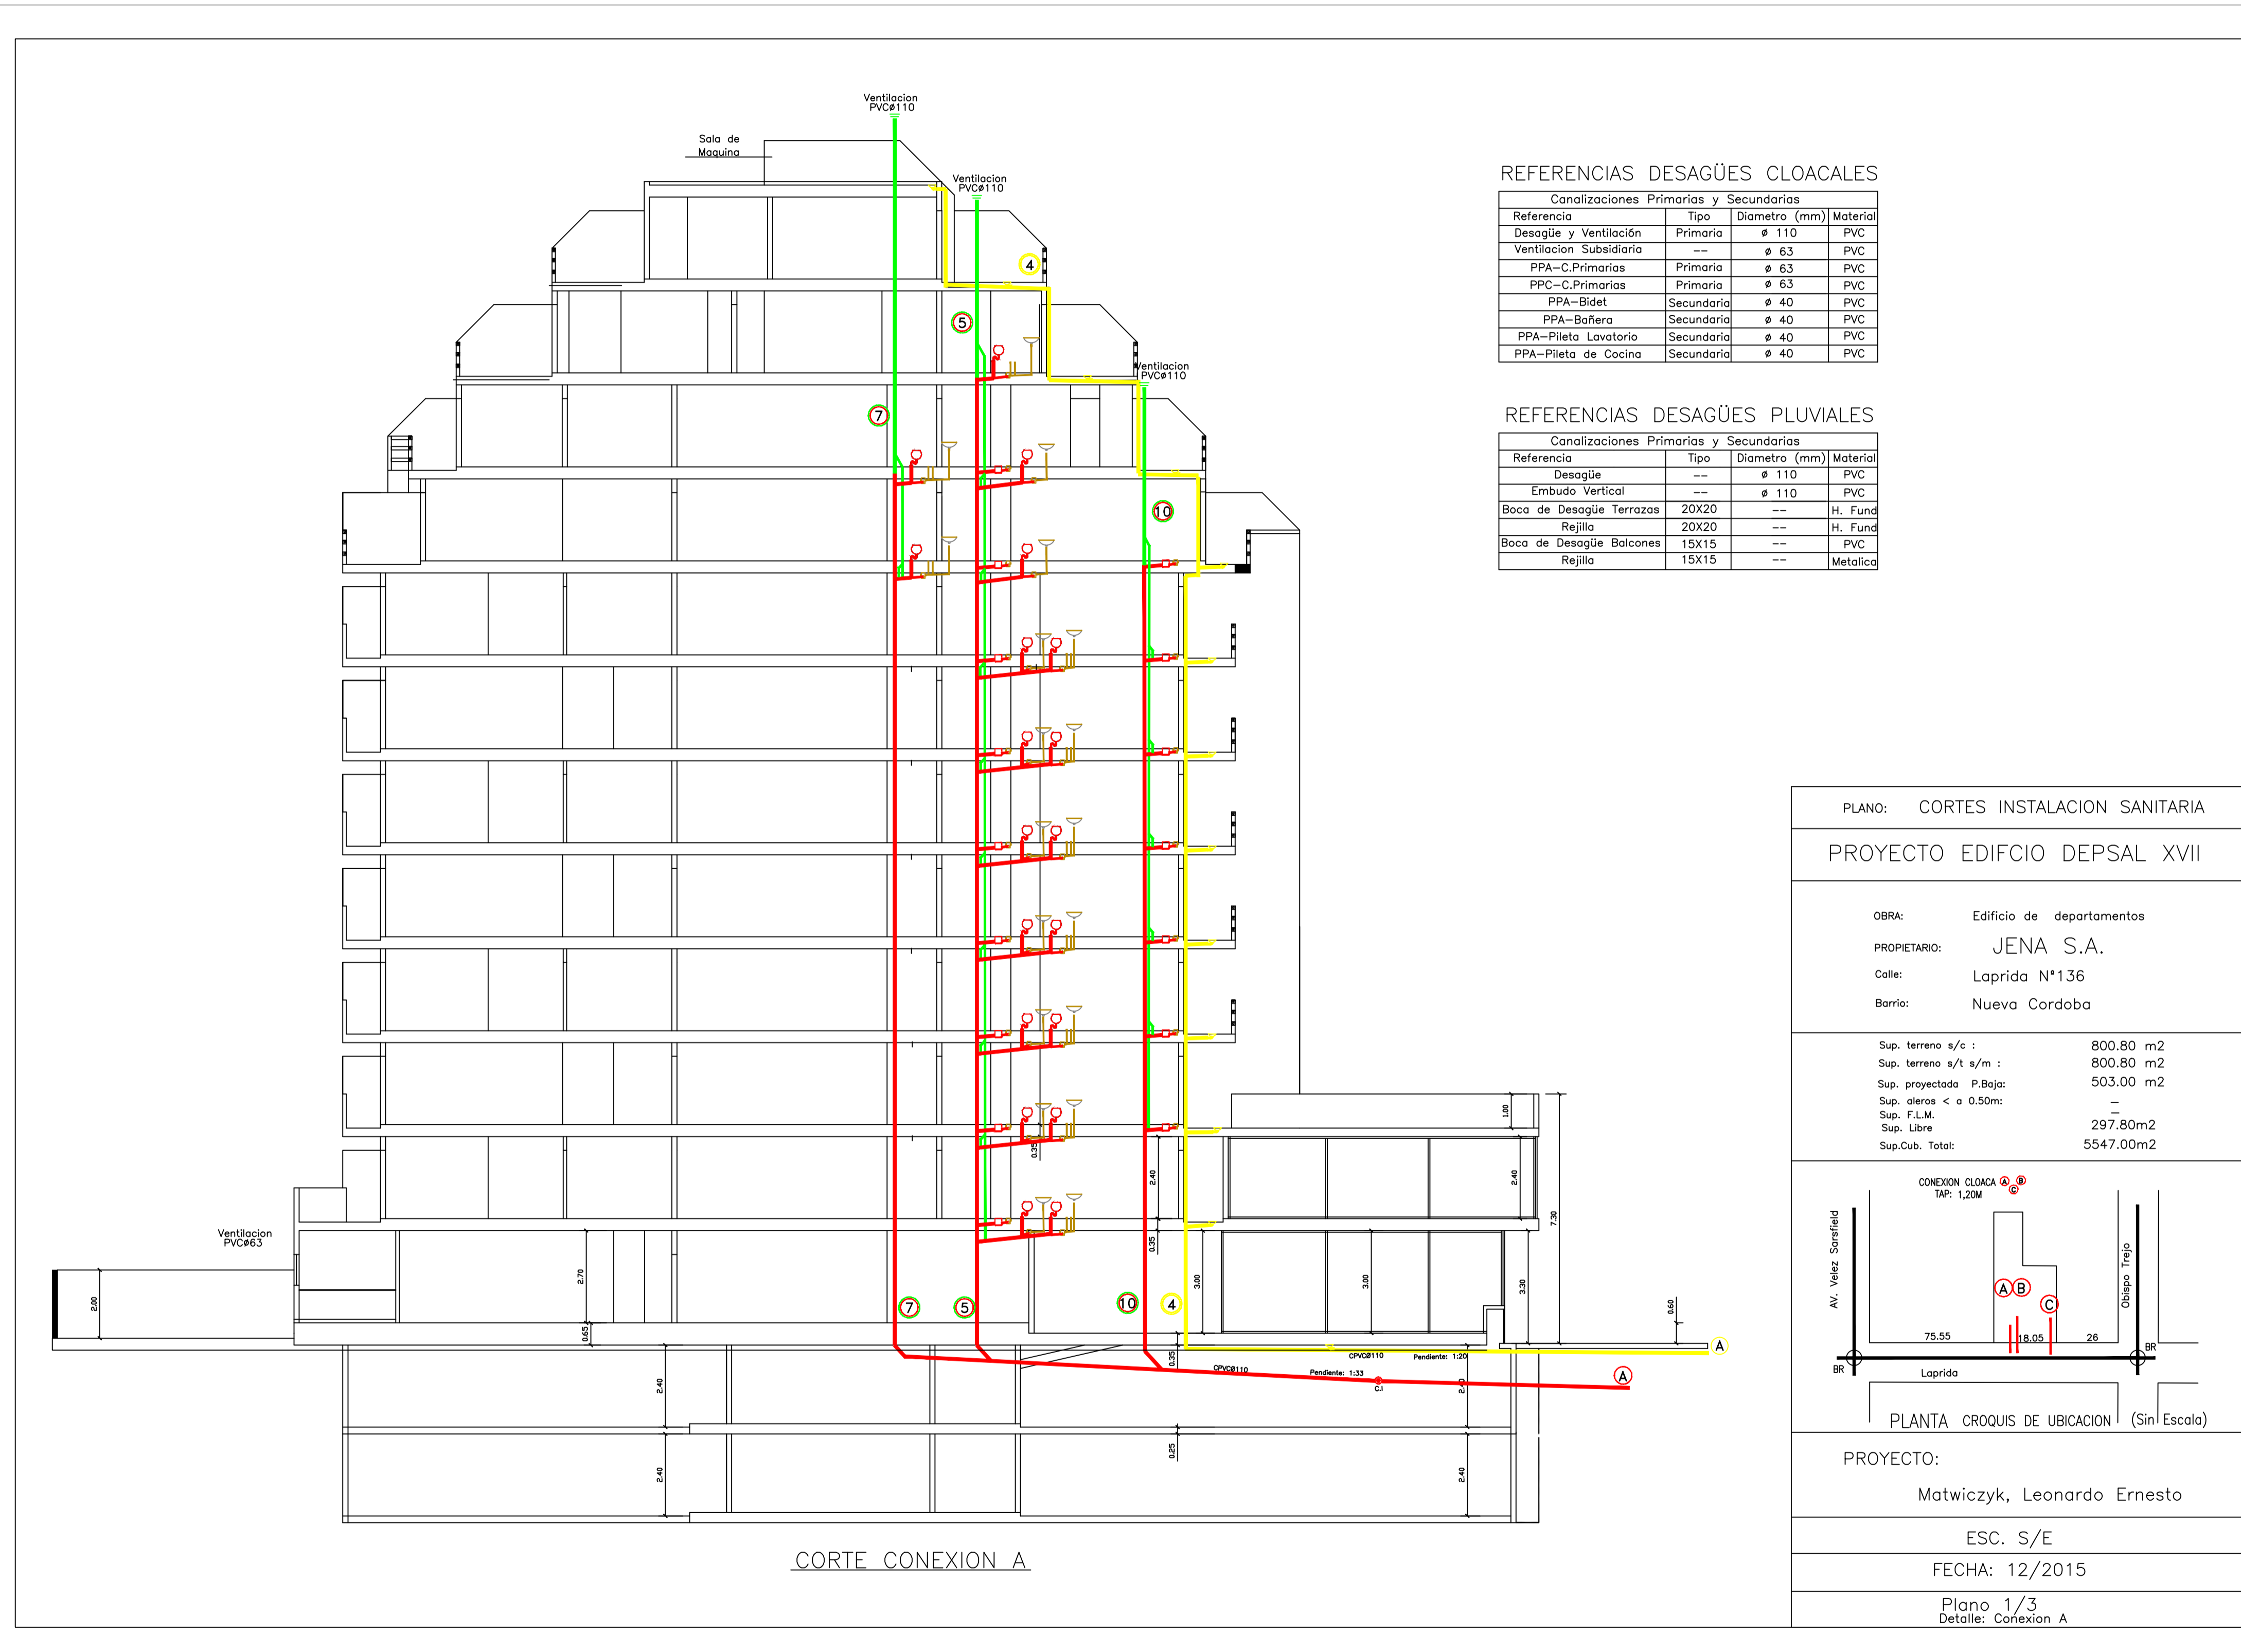 Ventilacion
PVCø110
Sala de
Maquina
Ventilacion
PVCø110
4
5
Ventilacion
PVCø110
7
10
Ventilacion
PVCø63
2.00
2.70
0.65
0.35
2.40
0.35
3.00
3.00
2.40
1.00
7.30
3.30
0.60
7
5
10
4
A
CPVCØ110
Pendiente: 1:20
0.35
CPVCØ110
Pendiente: 1:33
C.I
A
2.40
2.40
0.25
2.40
2.40
CORTE CONEXION A
REFERENCIAS DESAGÜES CLOACALES
Canalizaciones Primarias y Secundarias
Referencia Tipo Diametro (mm) Material
Desagüe y Ventilación Primaria ø 110 PVC
Ventilacion Subsidiaria -- ø 63 PVC
PPA-C.Primarias Primaria ø 63 PVC
PPC-C.Primarias Primaria ø 63 PVC
PPA-Bidet Secundaria ø 40 PVC
PPA-Bañera Secundaria ø 40 PVC
PPA-Pileta Lavatorio Secundaria ø 40 PVC
PPA-Pileta de Cocina Secundaria ø 40 PVC
REFERENCIAS DESAGÜES PLUVIALES
Canalizaciones Primarias y Secundarias
Referencia Tipo Diametro (mm) Material
Desagüe -- ø 110 PVC
Embudo Vertical -- ø 110 PVC
Boca de Desagüe Terrazas 20X20 -- H. Fund
Rejilla 20X20 -- H. Fund
Boca de Desagüe Balcones 15X15 -- PVC
Rejilla 15X15 -- Metalica
PLANO: CORTES INSTALACION SANITARIA
PROYECTO EDIFCIO DEPSAL XVII
OBRA: Edificio de departamentos
PROPIETARIO: JENA S.A.
Calle: Laprida N°136
Barrio: Nueva Cordoba
Sup. terreno s/c : 800.80 m2
Sup. terreno s/t s/m : 800.80 m2
Sup. proyectada P.Baja: 503.00 m2
Sup. aleros < a 0.50m: -
Sup. F.L.M. -
Sup. Libre 297.80m2
Sup.Cub. Total: 5547.00m2
CONEXION CLOACA A B
C
TAP: 1,20M
AV. Velez Sarsfield
Obispo Trejo
A B
C
75.55 18.05 26
BR
BR
Laprida
PLANTA CROQUIS DE UBICACION (Sin Escala)
PROYECTO:
Matwiczyk, Leonardo Ernesto
ESC. S/E
FECHA: 12/2015
Plano 1/3
Detalle: Conexion A